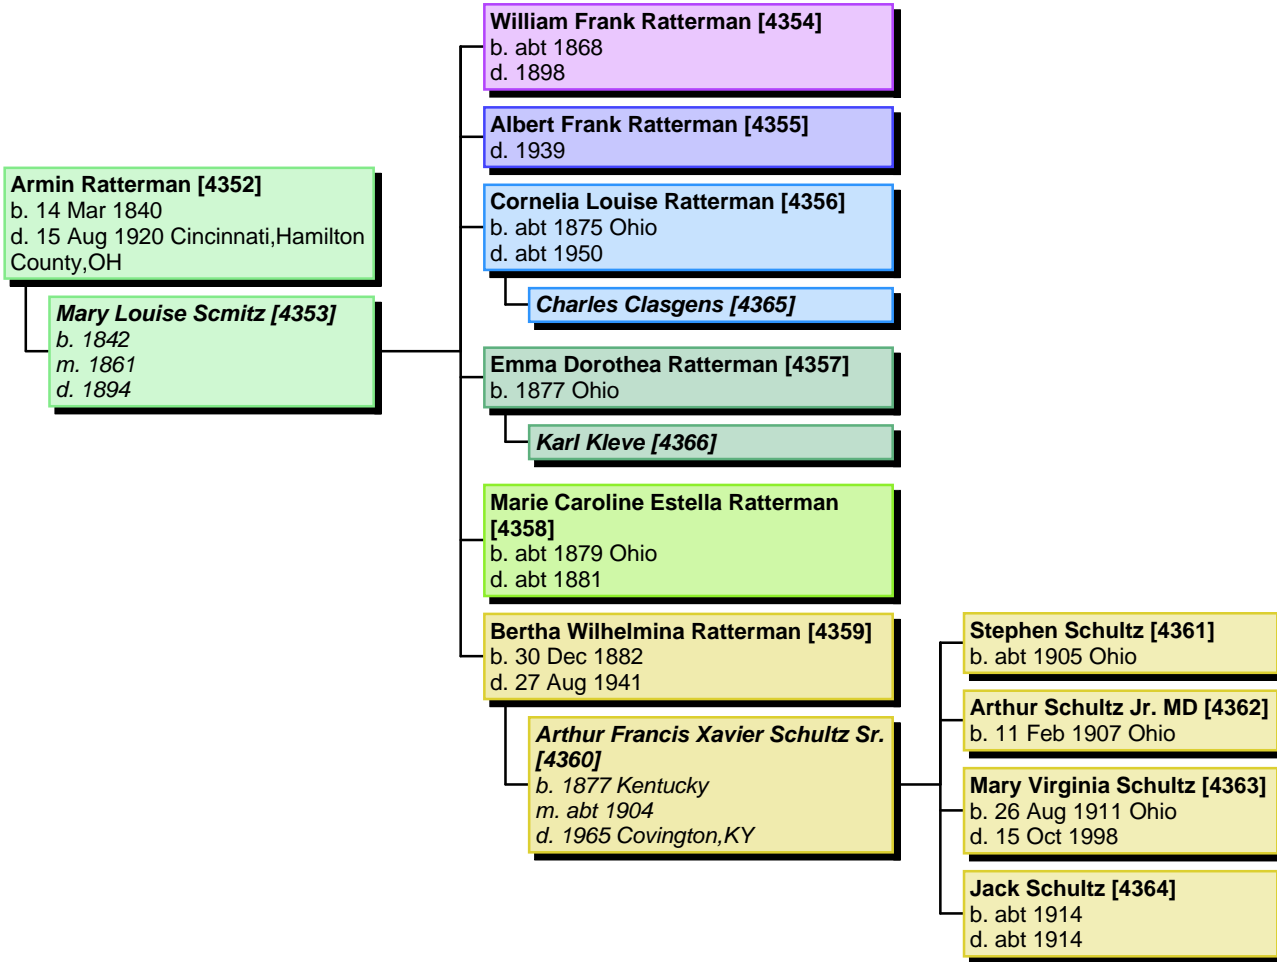 William Frank Ratterman [4354]
b. abt 1868
d. 1898
Albert Frank Ratterman [4355]
d. 1939
Armin Ratterman [4352]
b. 14 Mar 1840
d. 15 Aug 1920 Cincinnati,Hamilton
County,OH
Mary Louise Scmitz [4353]
b. 1842
m. 1861
d. 1894
Cornelia Louise Ratterman [4356]
b. abt 1875 Ohio
d. abt 1950
Charles Clasgens [4365]
Emma Dorothea Ratterman [4357]
b. 1877 Ohio
Karl Kleve [4366]
Marie Caroline Estella Ratterman
[4358]
b. abt 1879 Ohio
d. abt 1881
Bertha Wilhelmina Ratterman [4359]
b. 30 Dec 1882
d. 27 Aug 1941
Arthur Francis Xavier Schultz Sr.
[4360]
b. 1877 Kentucky
m. abt 1904
d. 1965 Covington,KY
Stephen Schultz [4361]
b. abt 1905 Ohio
Arthur Schultz Jr. MD [4362]
b. 11 Feb 1907 Ohio
Mary Virginia Schultz [4363]
b. 26 Aug 1911 Ohio
d. 15 Oct 1998
Jack Schultz [4364]
b. abt 1914
d. abt 1914